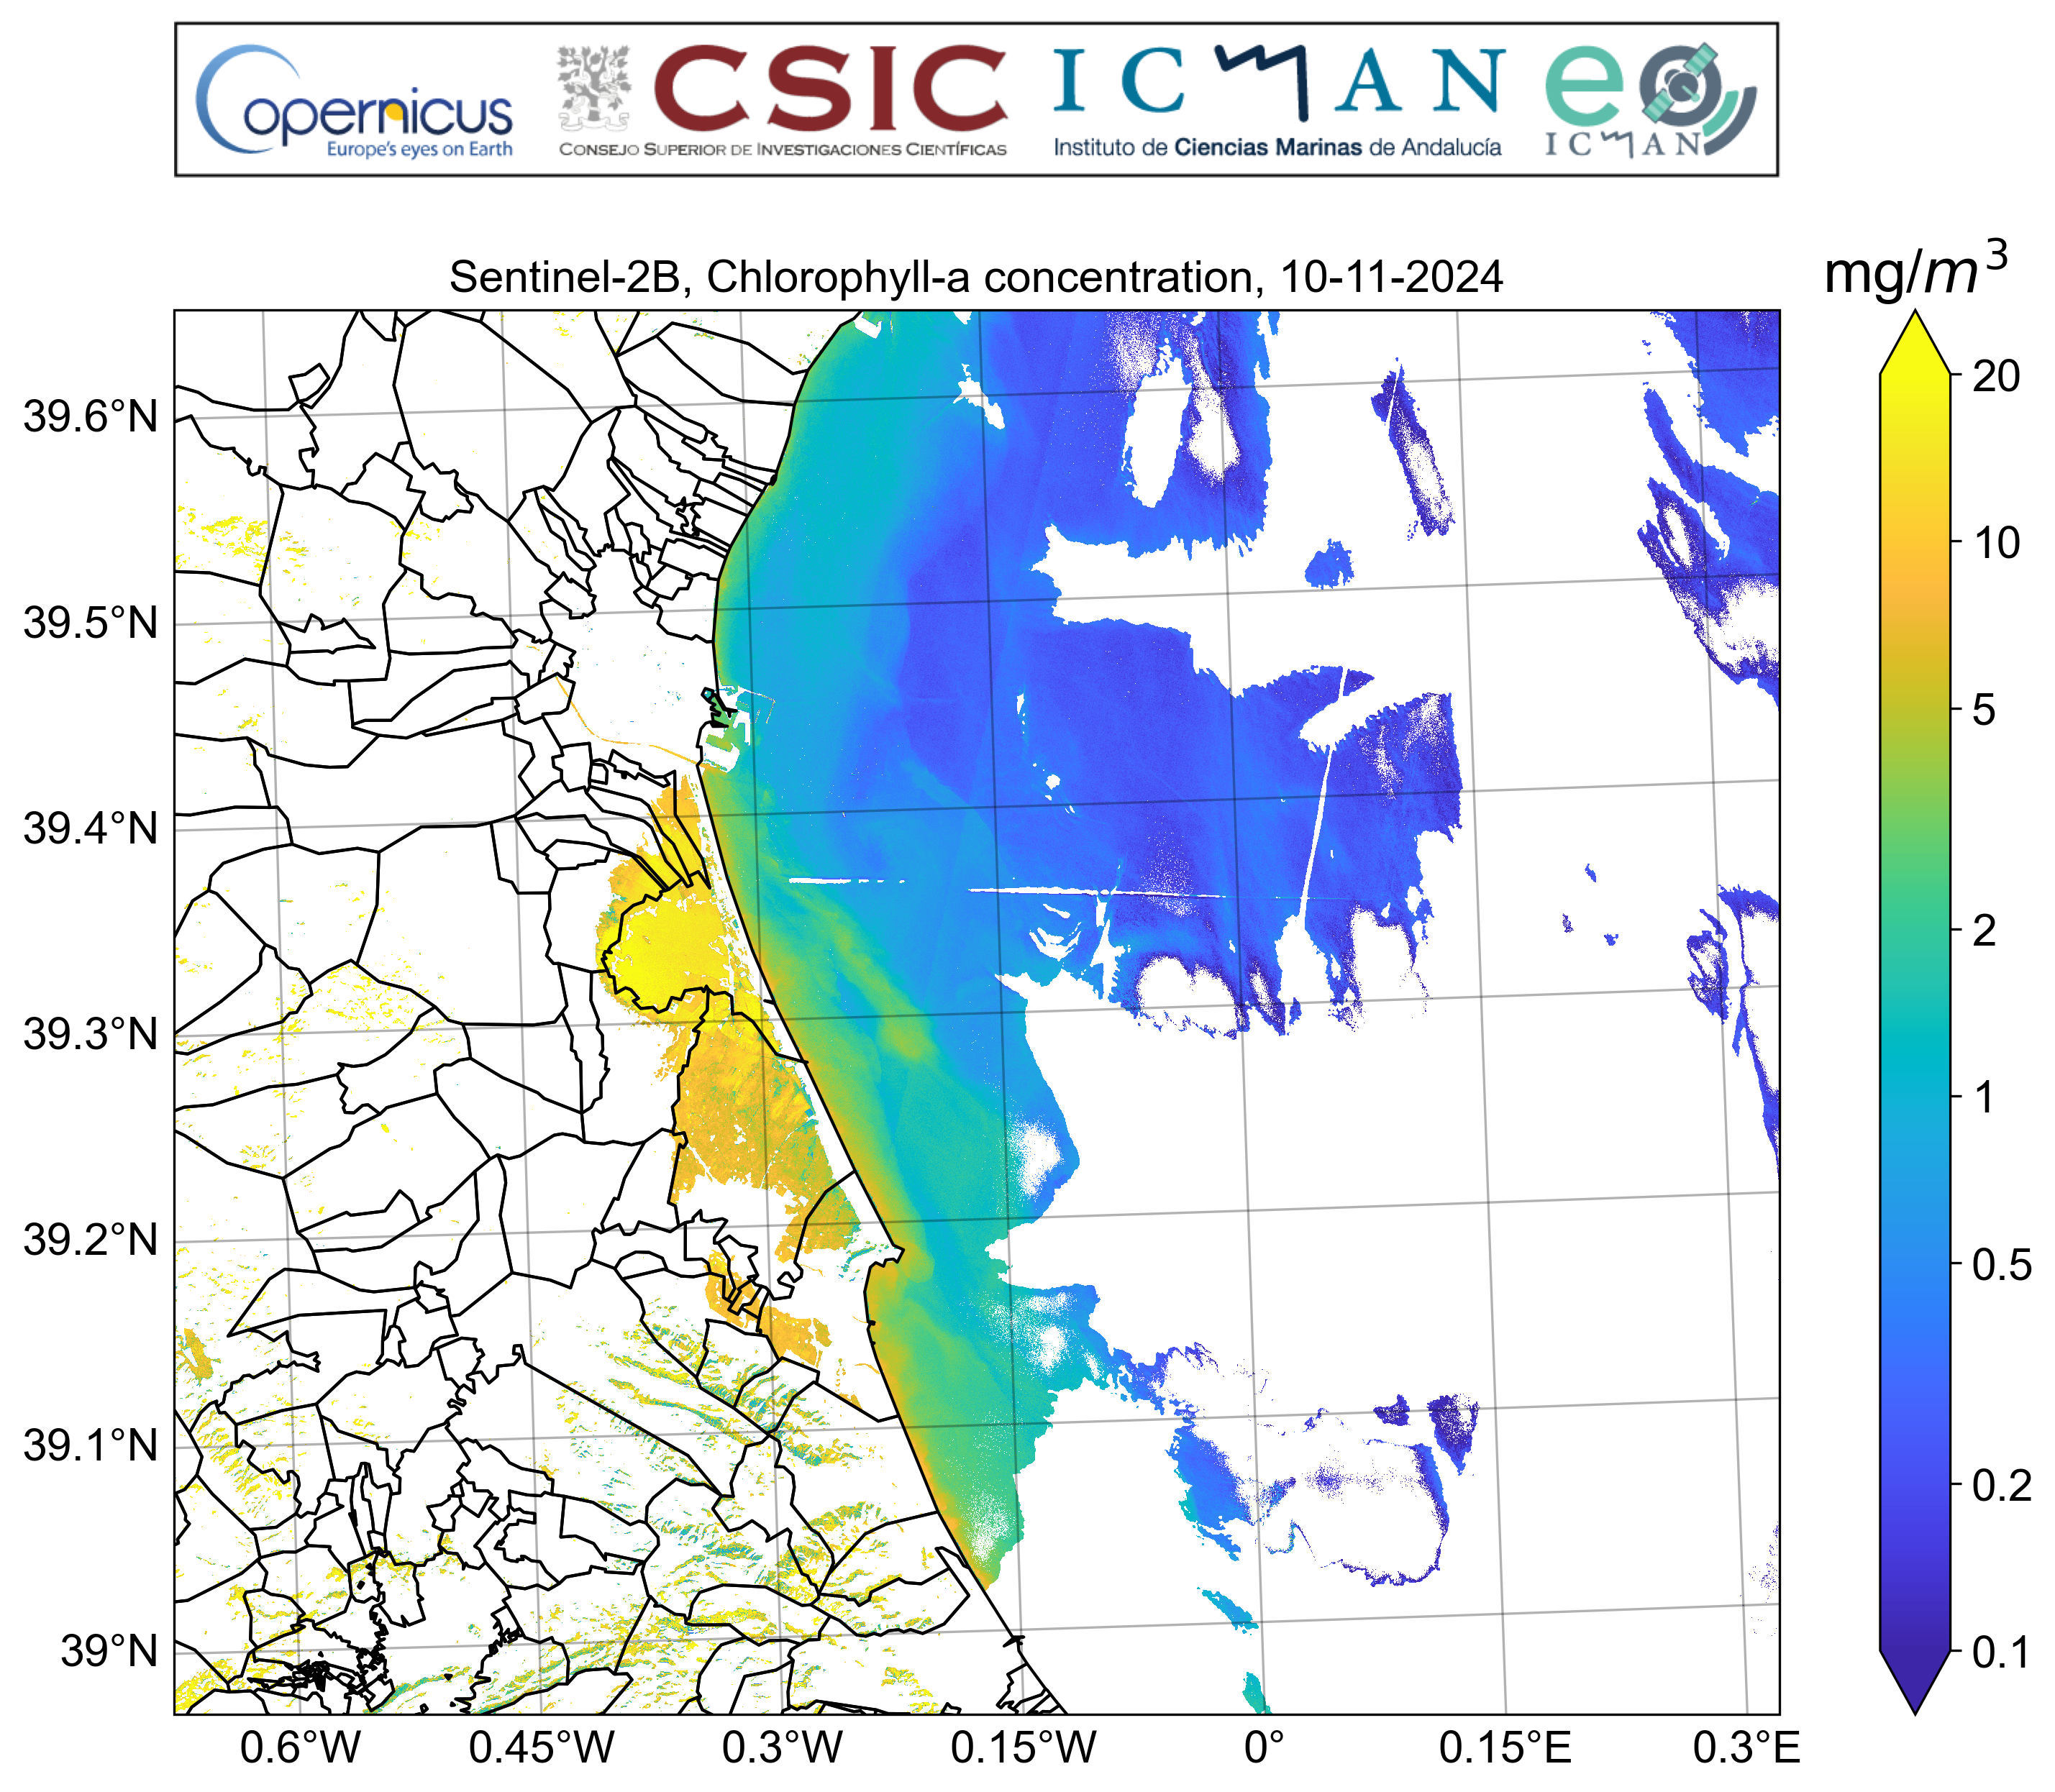 Copernicus
Europe's eyes on Earth
CSIC
CONSEJO SUPERIOR DE INVESTIGACIONES CIENTÍFICAS
ICMAN
Instituto de Ciencias Marinas de Andalucía
eo
ICMAN
Sentinel-2B, Chlorophyll-a concentration, 10-11-2024
mg/m³
39.6°N
39.5°N
39.4°N
39.3°N
39.2°N
39.1°N
39°N
0.6°W 0.45°W 0.3°W 0.15°W 0° 0.15°E 0.3°E
20
10
5
2
1
0.5
0.2
0.1